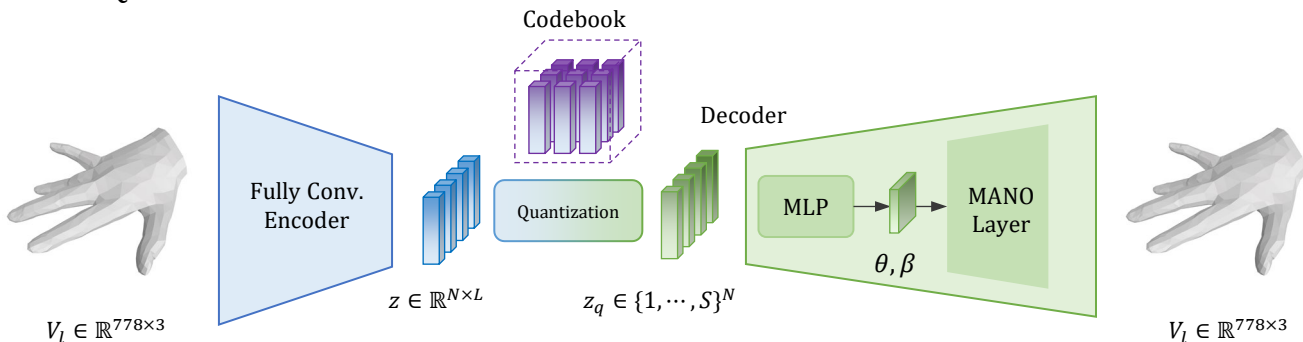 Codebook
Decoder
Fully Conv.
Encoder
Quantization
MLP
MANO
Layer
θ, β
z ∈ ℝ^{N×L}
z_q ∈ {1, ⋯, S}^N
V_l ∈ ℝ^{778×3}
V_l ∈ ℝ^{778×3}